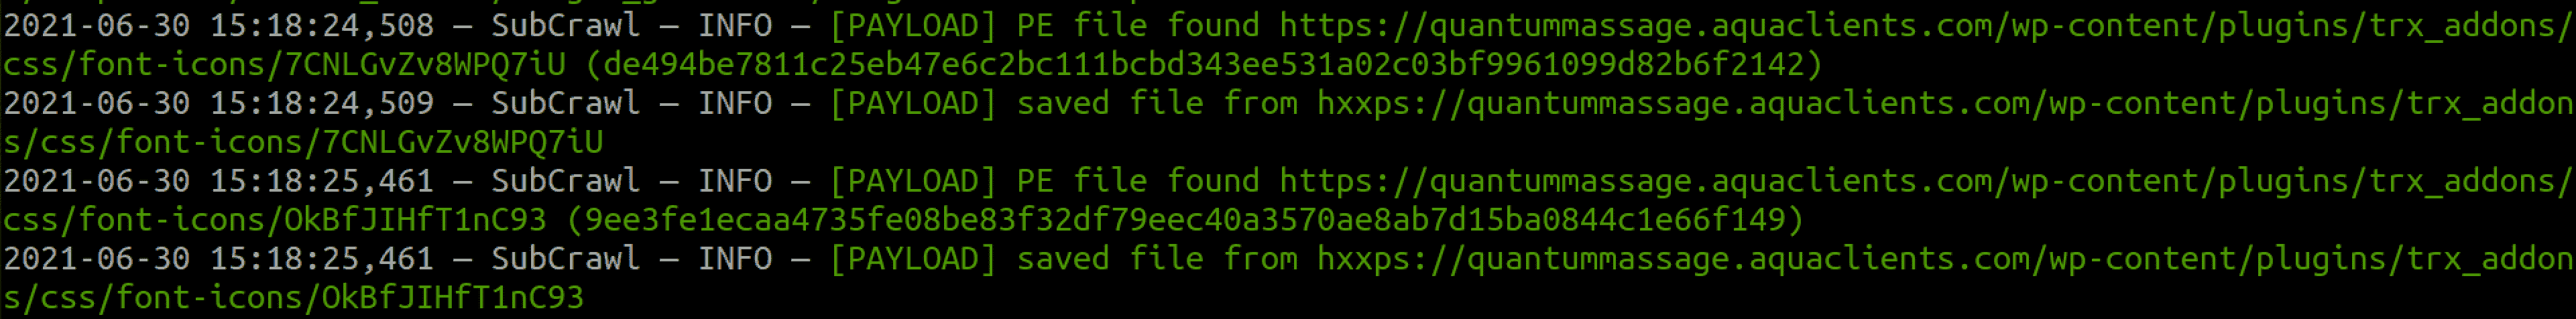 2021-06-30 15:18:24,508 – SubCrawl – INFO – [PAYLOAD] PE file found https://quantummassage.aquaclients.com/wp-content/plugins/trx_addons/
css/font-icons/7CNLGvZv8WPQ7iU (de494be7811c25eb47e6c2bc111bcbd343ee531a02c03bf9961099d82b6f2142)
2021-06-30 15:18:24,509 – SubCrawl – INFO – [PAYLOAD] saved file from hxxps://quantummassage.aquaclients.com/wp-content/plugins/trx_addon
s/css/font-icons/7CNLGvZv8WPQ7iU
2021-06-30 15:18:25,461 – SubCrawl – INFO – [PAYLOAD] PE file found https://quantummassage.aquaclients.com/wp-content/plugins/trx_addons/
css/font-icons/OkBfJIHfT1nC93 (9ee3fe1ecaa4735fe08be83f32df79eec40a3570ae8ab7d15ba0844c1e66f149)
2021-06-30 15:18:25,461 – SubCrawl – INFO – [PAYLOAD] saved file from hxxps://quantummassage.aquaclients.com/wp-content/plugins/trx_addon
s/css/font-icons/OkBfJIHfT1nC93